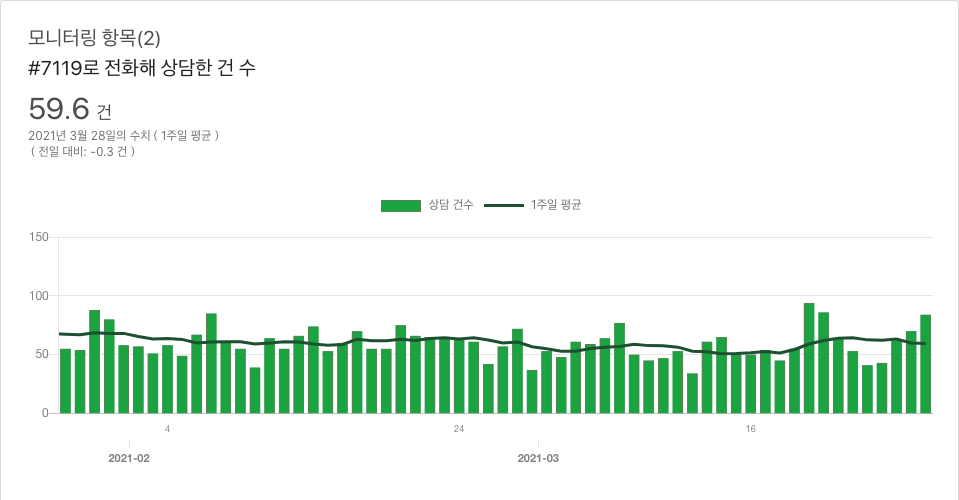 모니터링 항목(2)
#7119로 전화해 상담한 건 수
59.6 건
2021년 3월 28일의 수치 ( 1주일 평균 )
( 전일 대비: -0.3 건 )
상담 건수 1주일 평균
150
100
50
0
4 24 16
2021-02 2021-03